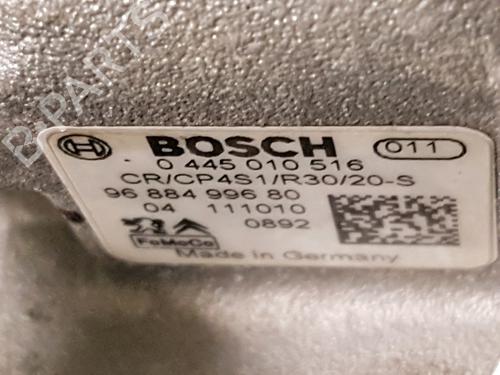 BOSCH 011
0 445 010 516
CR/CP4S1/R30/20-S
96 884 996 80
04 111010
0892
FoMoCo
Made in Germany
B-PARTS